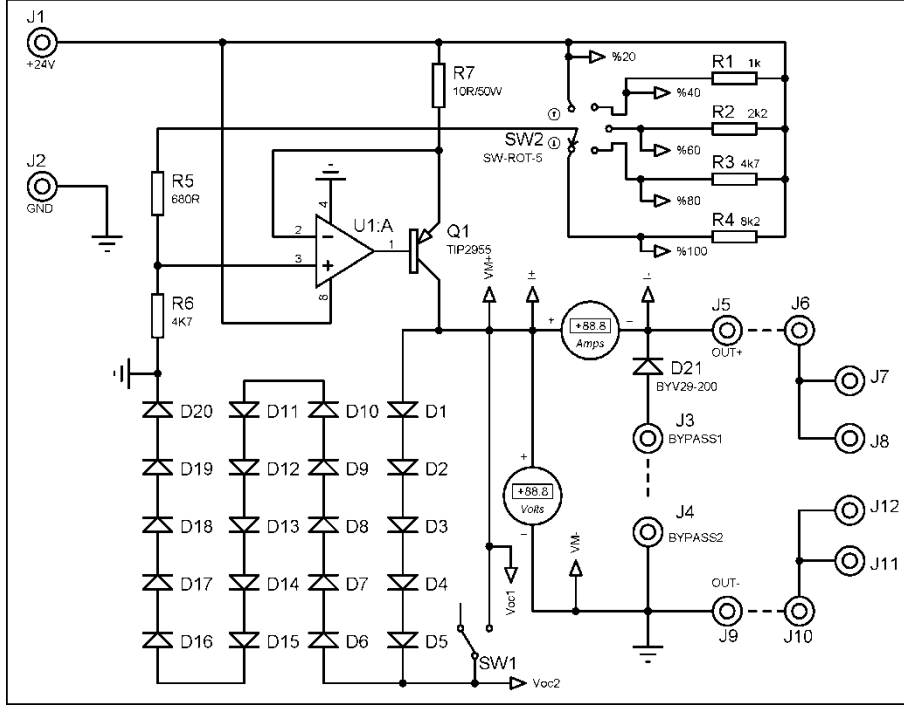 J1
+24V
R7
10R/50W
%20
R1 1k
%40
R2 2k2
SW2
SW-ROT-5
%60
R3 4k7
%80
R4 8k2
%100
J2
GND
R5
680R
4
U1:A
2
3
1
8
Q1
TIP2955
R6
4K7
VM+
+
-
J5
OUT+
J6
+ +88.8 -
Amps
D21
BYV29-200
J7
J3
BYPASS1
J8
D20 D11 D10 D1
D19 D12 D9 D2
+
+88.8
Volts
-
J4
BYPASS2
J12
D18 D13 D8 D3
VM-
J11
D17 D14 D7 D4
Voc1
OUT-
J9
J10
D16 D15 D6 D5
SW1
Voc2